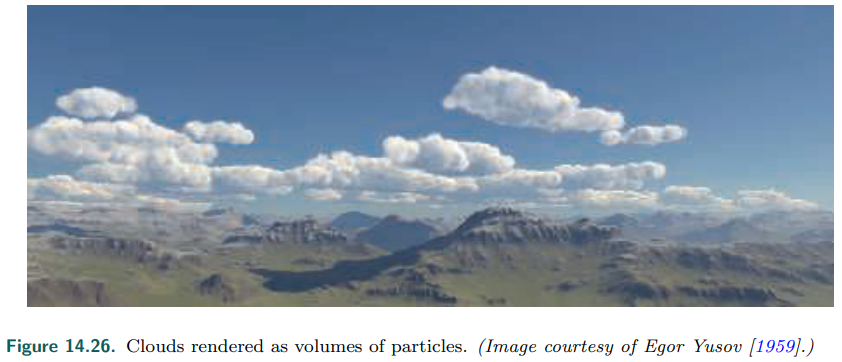 Figure 14.26. Clouds rendered as volumes of particles. (Image courtesy of Egor Yusov [1959].)